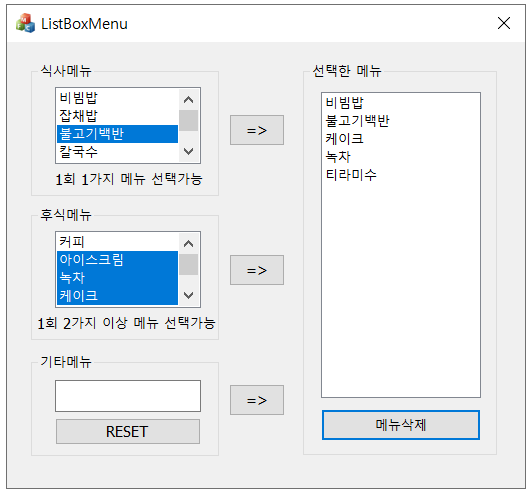 ListBoxMenu
식사메뉴
비빔밥
잡채밥
불고기백반
칼국수
1회 1가지 메뉴 선택가능
=>
후식메뉴
커피
아이스크림
녹차
케이크
1회 2가지 이상 메뉴 선택가능
=>
기타메뉴
RESET
=>
선택한 메뉴
비빔밥
불고기백반
케이크
녹차
티라미수
메뉴삭제